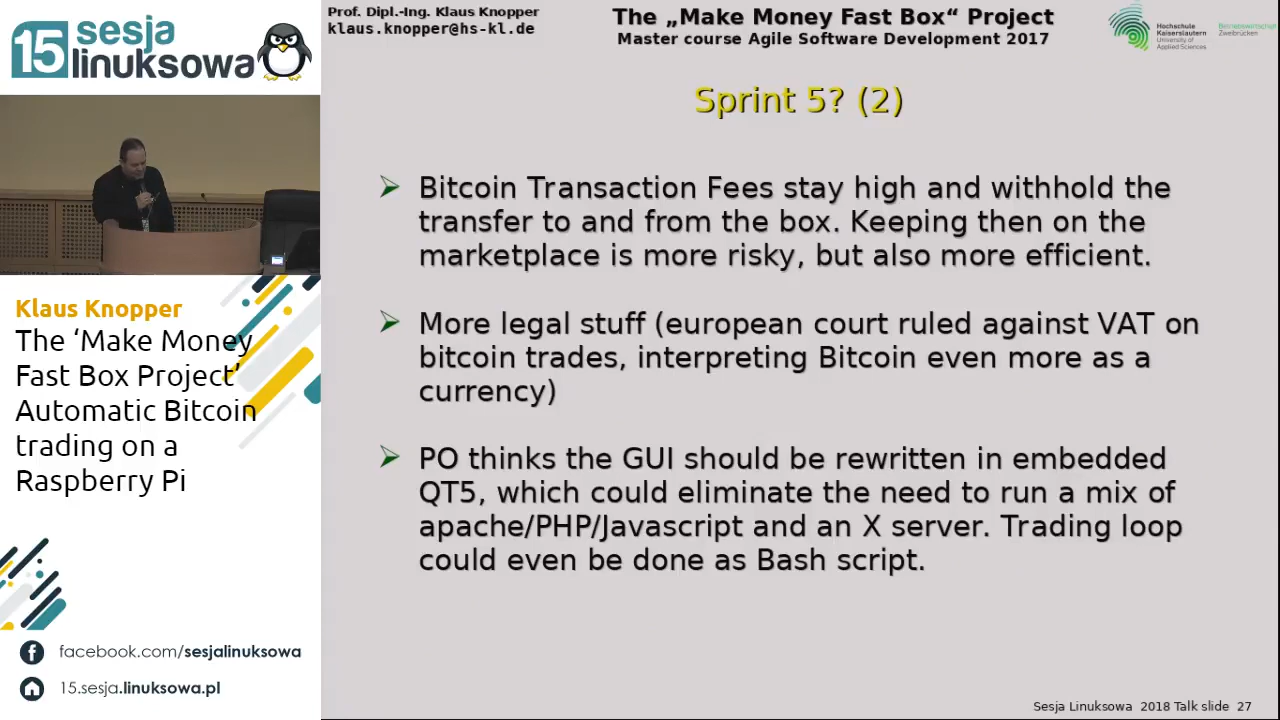 15 sesja
linuksowa
Klaus Knopper
The ‘Make Money
Fast Box Project’
Automatic Bitcoin
trading on a
Raspberry Pi
facebook.com/sesjalinuksowa
15.sesja.linuksowa.pl
Prof. Dipl.-Ing. Klaus Knopper
klaus.knopper@hs-kl.de
The „Make Money Fast Box“ Project
Master course Agile Software Development 2017
Hochschule
Kaiserslautern
University of
Applied Sciences
Betriebswirtschaft
Zweibrücken
Sprint 5? (2)
Bitcoin Transaction Fees stay high and withhold the
transfer to and from the box. Keeping then on the
marketplace is more risky, but also more efficient.
More legal stuff (european court ruled against VAT on
bitcoin trades, interpreting Bitcoin even more as a
currency)
PO thinks the GUI should be rewritten in embedded
QT5, which could eliminate the need to run a mix of
apache/PHP/Javascript and an X server. Trading loop
could even be done as Bash script.
Sesja Linuksowa 2018 Talk slide 27